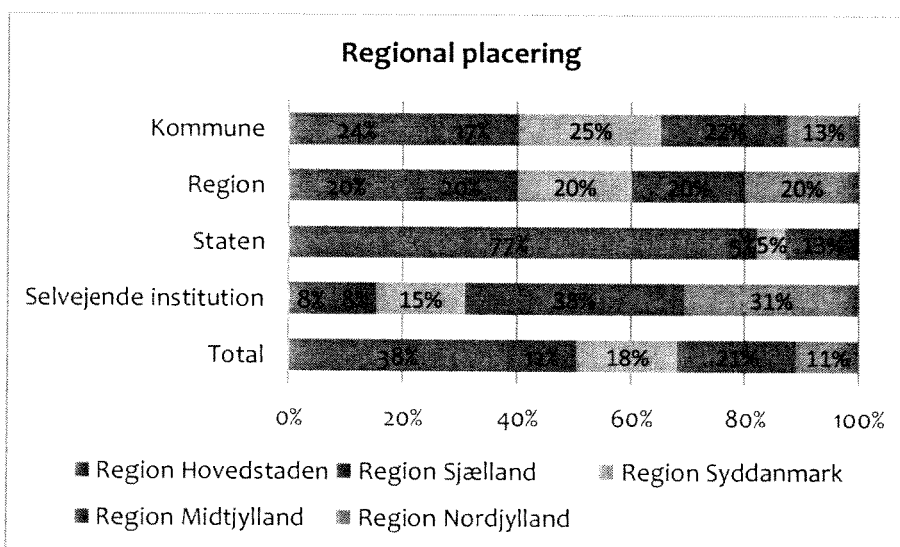 Regional placering
Kommune 24% 17% 25% 22% 13%
Region 20% 20% 20% 20% 20%
Staten 77% 5% 5% 13%
Selvejende institution 8% 8% 15% 38% 31%
Total 38% 12% 18% 21% 11%
0% 20% 40% 60% 80% 100%
Region Hovedstaden Region Sjælland Region Syddanmark
Region Midtjylland Region Nordjylland